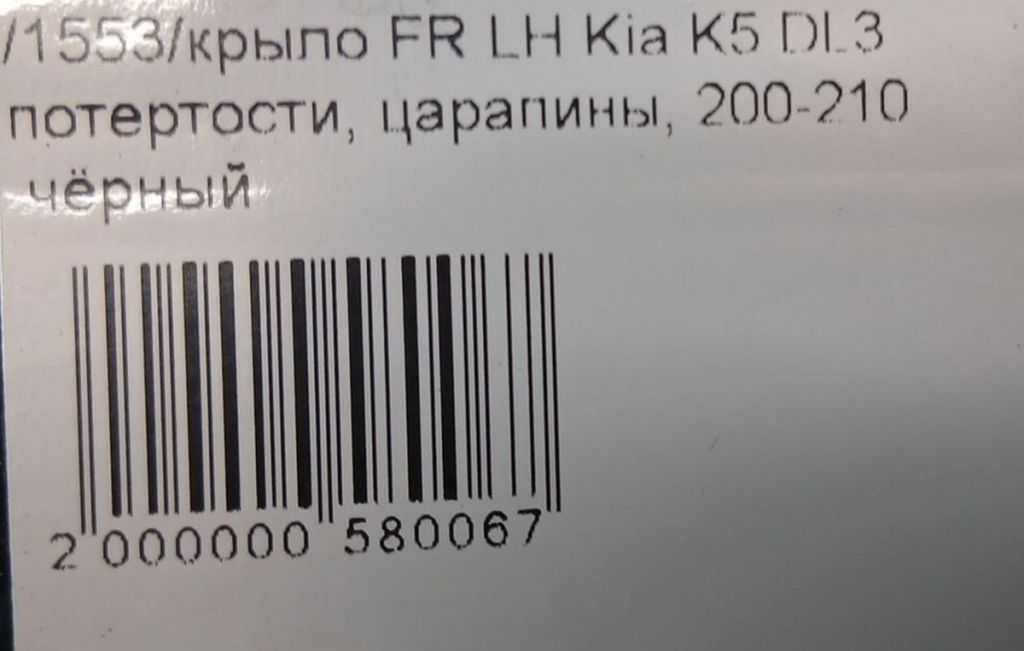 /1553/крыло FR LH Kia K5 DL3
потертости, царапины, 200-210
чёрный
2 000000 580067